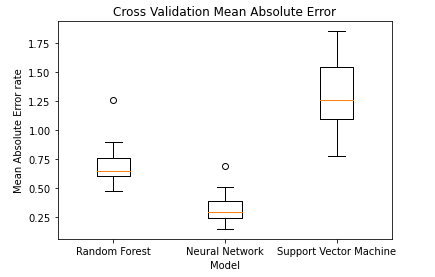 Cross Validation Mean Absolute Error
Mean Absolute Error rate
1.75
1.50
1.25
1.00
0.75
0.50
0.25
Random Forest
Neural Network
Support Vector Machine
Model